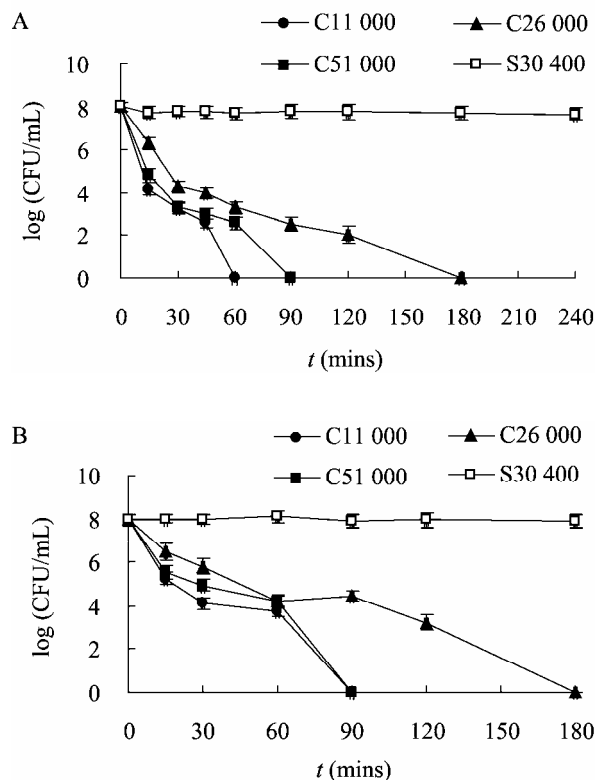 A
C11 000
C26 000
C51 000
S30 400
10
8
6
4
2
0
log (CFU/mL)
0 30 60 90 120 150 180 210 240
t (mins)
B
C11 000
C26 000
C51 000
S30 400
10
8
6
4
2
0
log (CFU/mL)
0 30 60 90 120 150 180
t (mins)